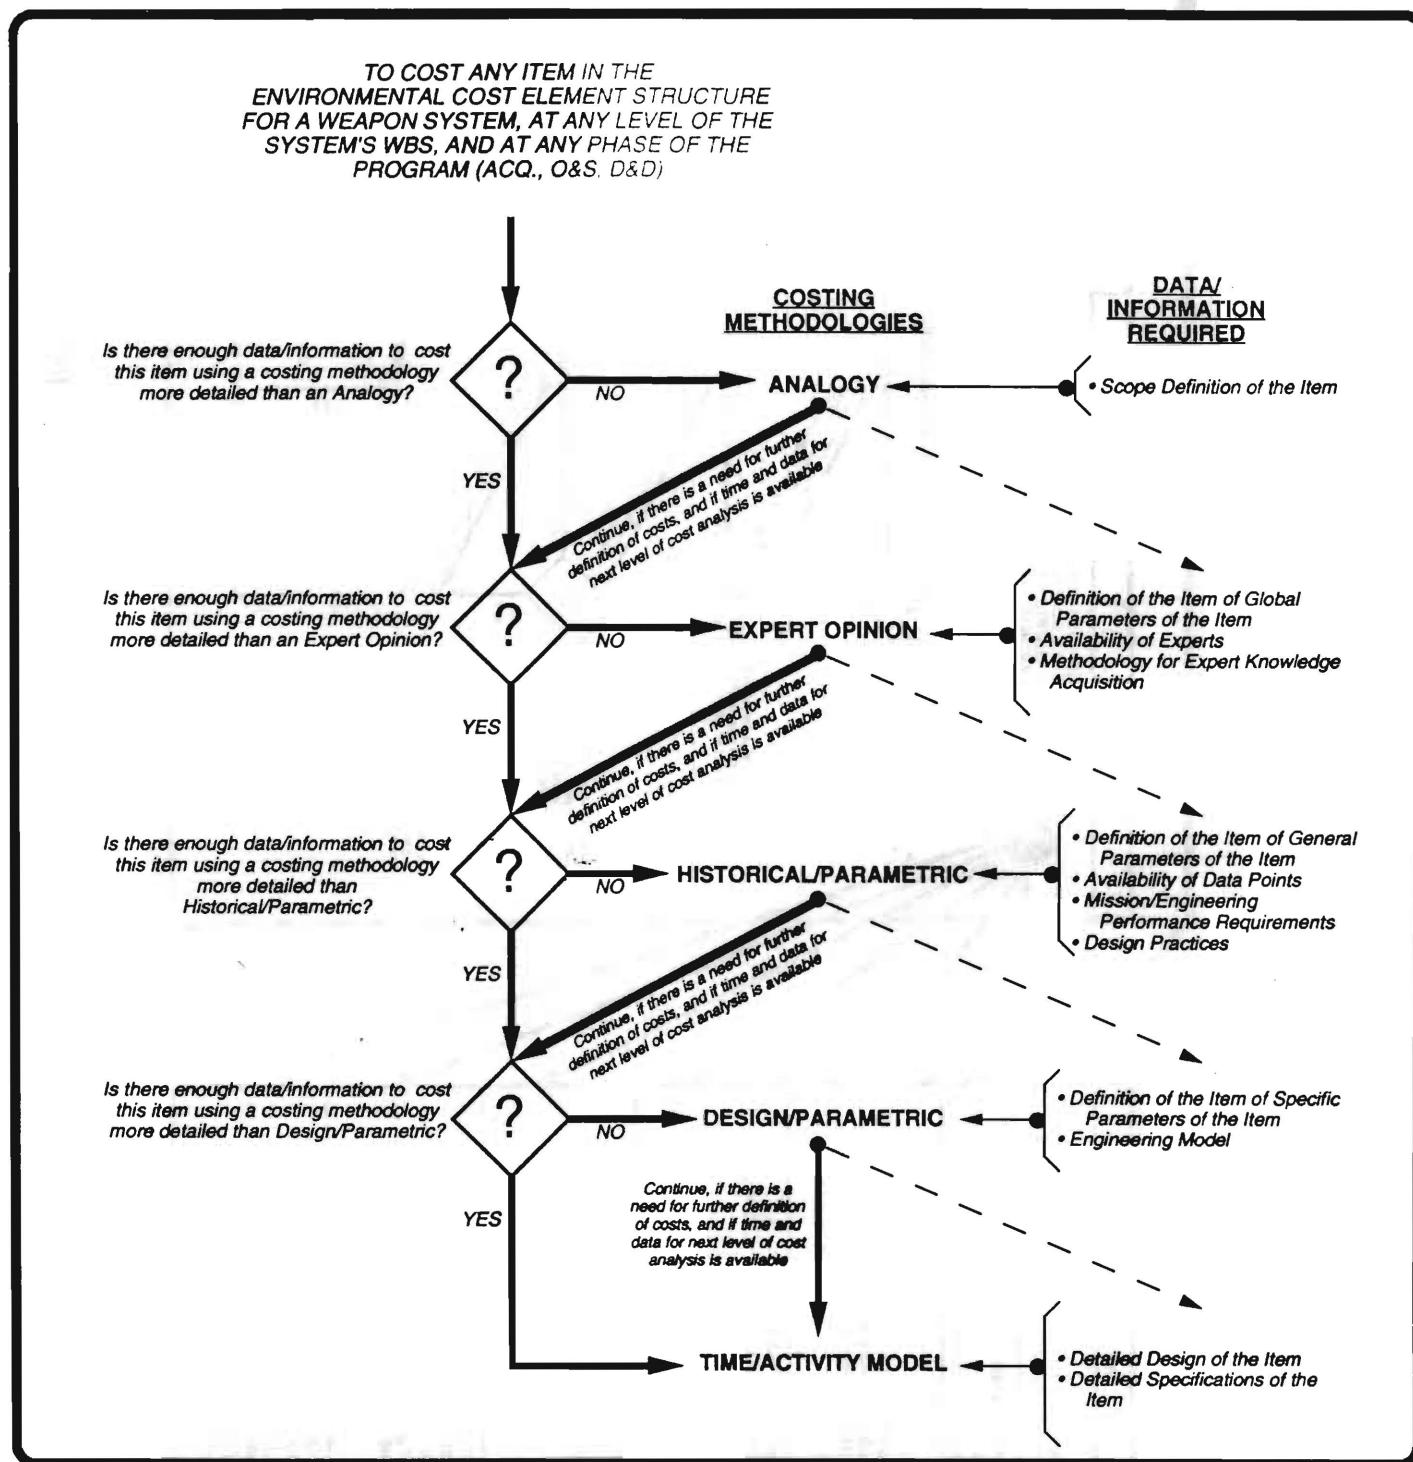 TO COST ANY ITEM IN THE
ENVIRONMENTAL COST ELEMENT STRUCTURE
FOR A WEAPON SYSTEM, AT ANY LEVEL OF THE
SYSTEM'S WBS, AND AT ANY PHASE OF THE
PROGRAM (ACQ., O&S, D&D)
COSTING
METHODOLOGIES
DATA/
INFORMATION
REQUIRED
Is there enough data/information to cost
this item using a costing methodology
more detailed than an Analogy?
?
NO
ANALOGY
• Scope Definition of the Item
YES
Continue, if there is a need for further
definition of costs, and if time and data for
next level of cost analysis is available
Is there enough data/information to cost
this item using a costing methodology
more detailed than an Expert Opinion?
?
NO
EXPERT OPINION
• Definition of the Item of Global
Parameters of the Item
• Availability of Experts
• Methodology for Expert Knowledge
Acquisition
YES
Continue, if there is a need for further
definition of costs, and if time and data for
next level of cost analysis is available
Is there enough data/information to cost
this item using a costing methodology
more detailed than
Historical/Parametric?
?
NO
HISTORICAL/PARAMETRIC
• Definition of the Item of General
Parameters of the Item
• Availability of Data Points
• Mission/Engineering
Performance Requirements
• Design Practices
YES
Continue, if there is a need for further
definition of costs, and if time and data for
next level of cost analysis is available
Is there enough data/information to cost
this item using a costing methodology
more detailed than Design/Parametric?
?
NO
DESIGN/PARAMETRIC
• Definition of the Item of Specific
Parameters of the Item
• Engineering Model
YES
Continue, if there is a
need for further definition
of costs, and if time and
data for next level of cost
analysis is available
TIME/ACTIVITY MODEL
• Detailed Design of the Item
• Detailed Specifications of the
Item